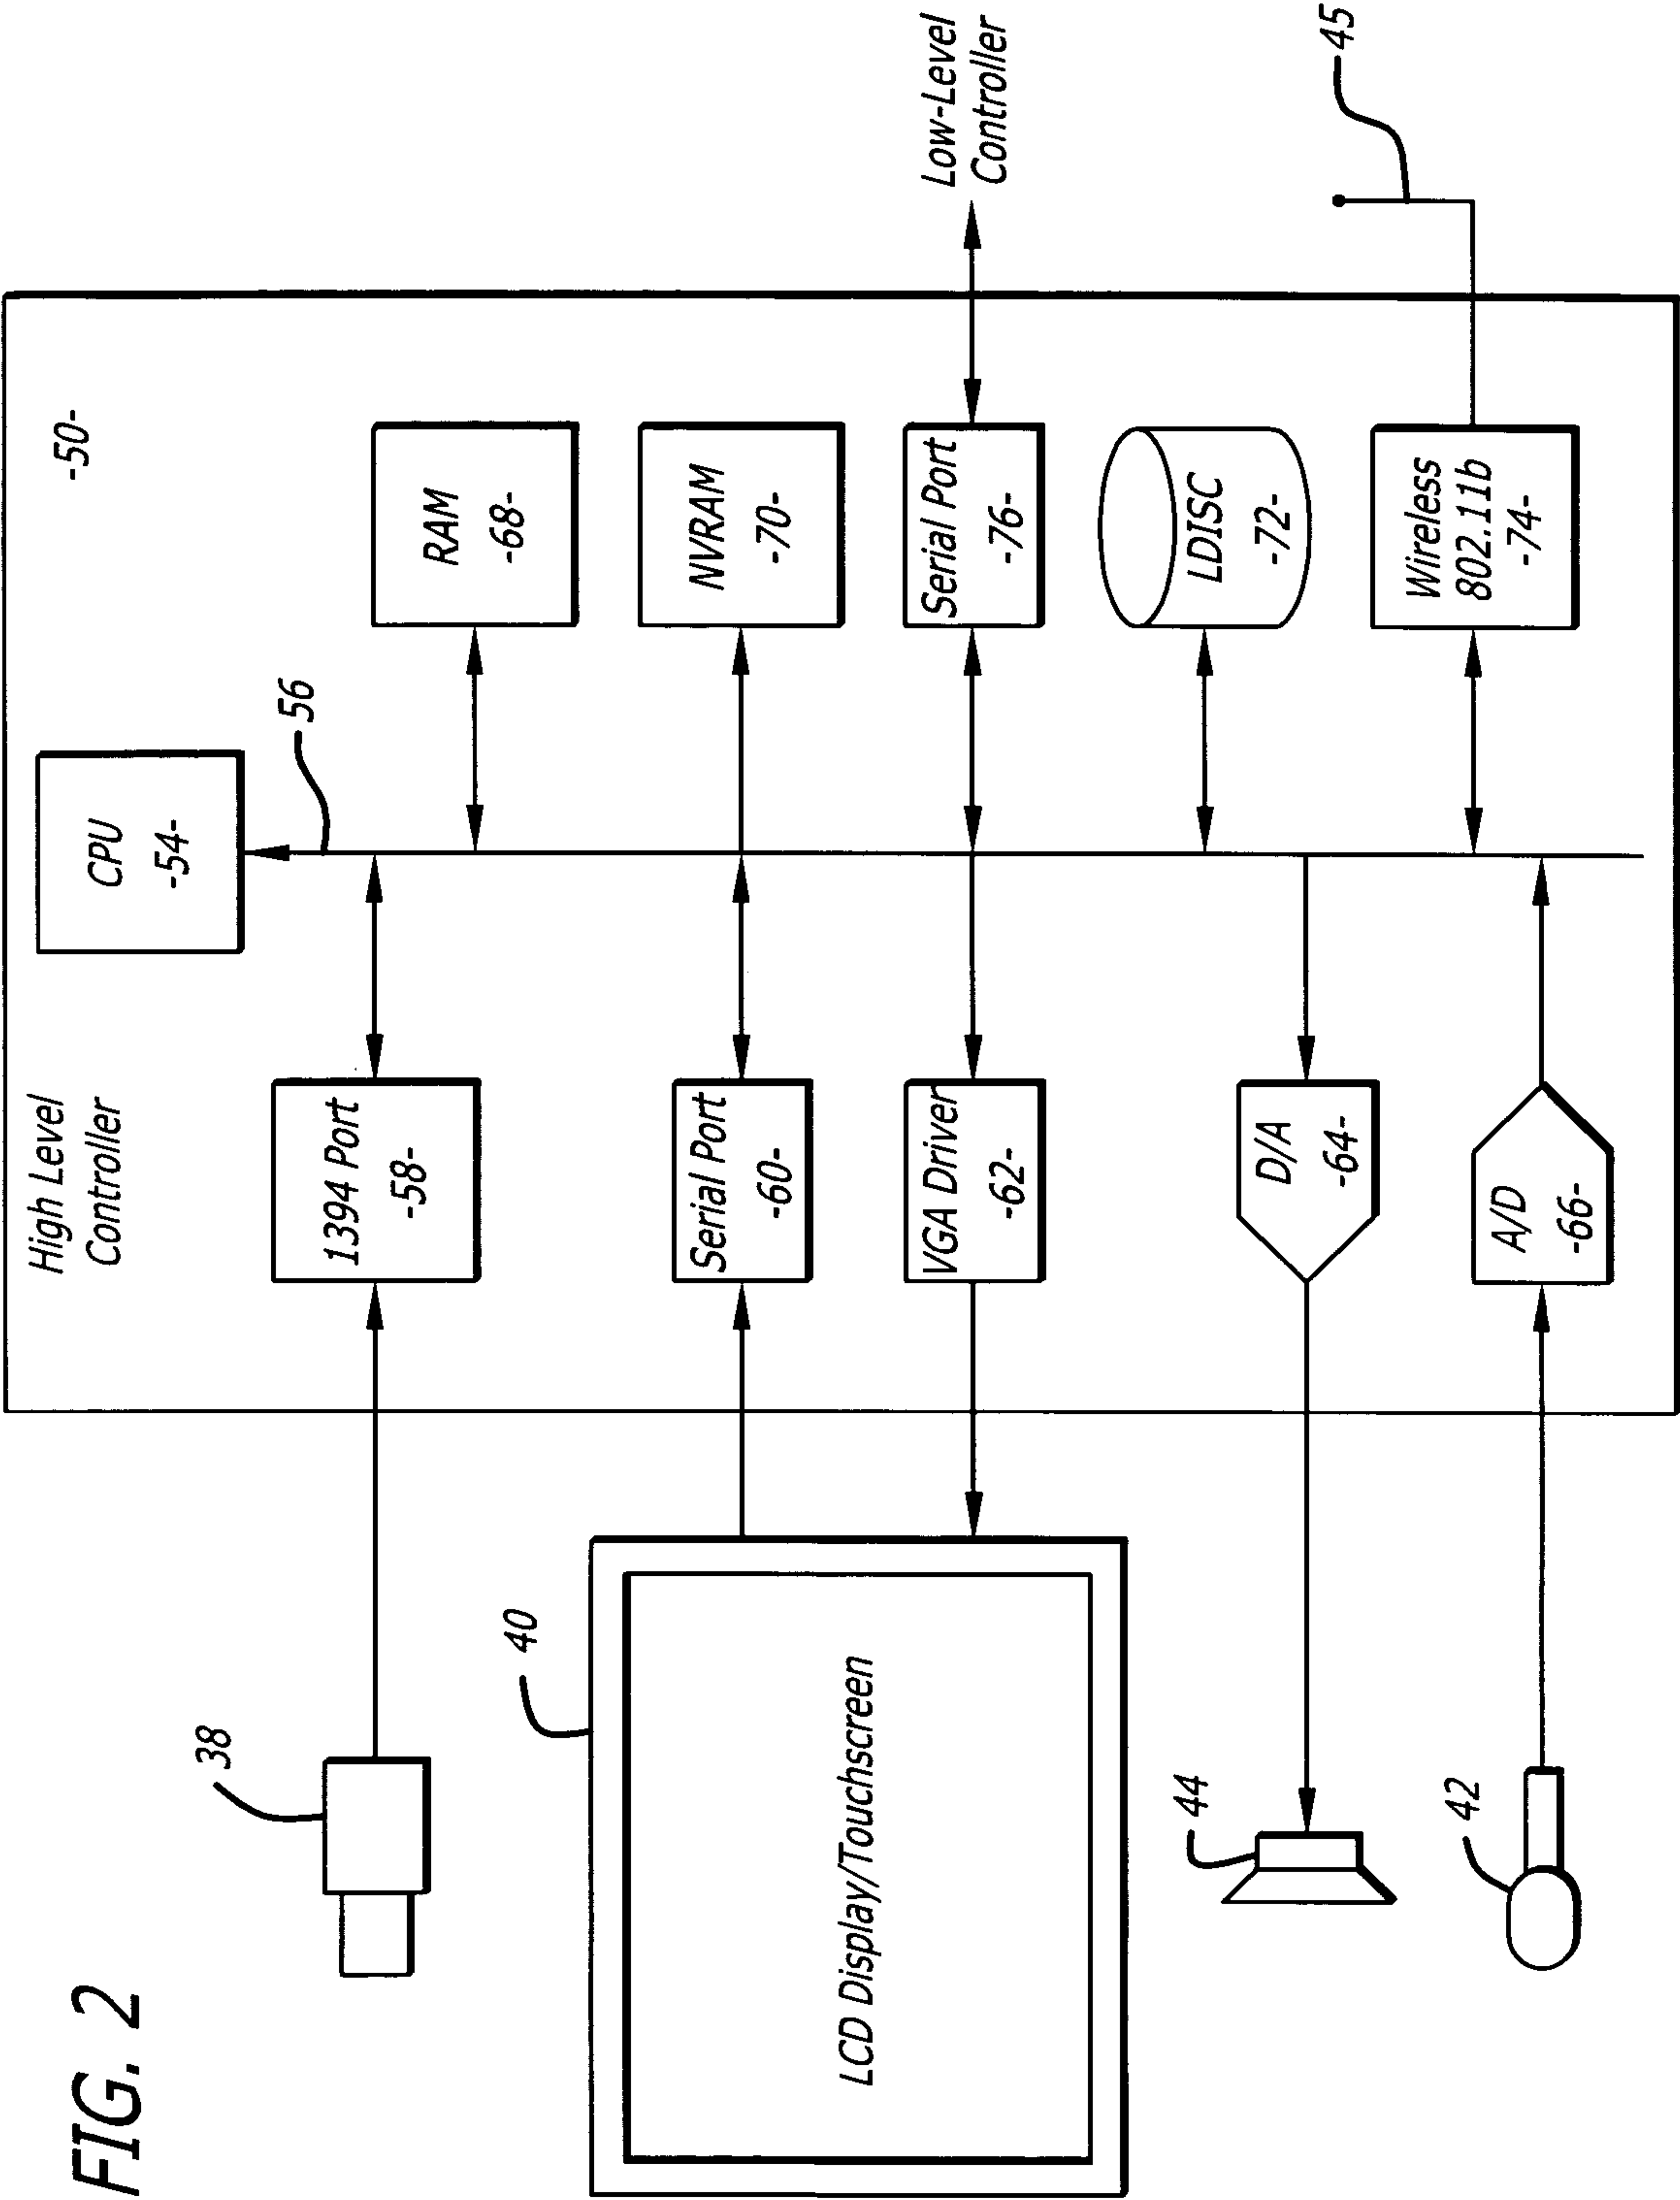 FIG. 2
High Level
Controller
-50-
CPU
-54-
56
38
1394 Port
-58-
RAM
-68-
40
LCD Display/Touchscreen
Serial Port
-60-
NVRAM
-70-
VGA Driver
-62-
Serial Port
-76-
Low-Level
Controller
44
D/A
-64-
LDISC
-72-
42
A/D
-66-
Wireless
802.11b
-74-
45